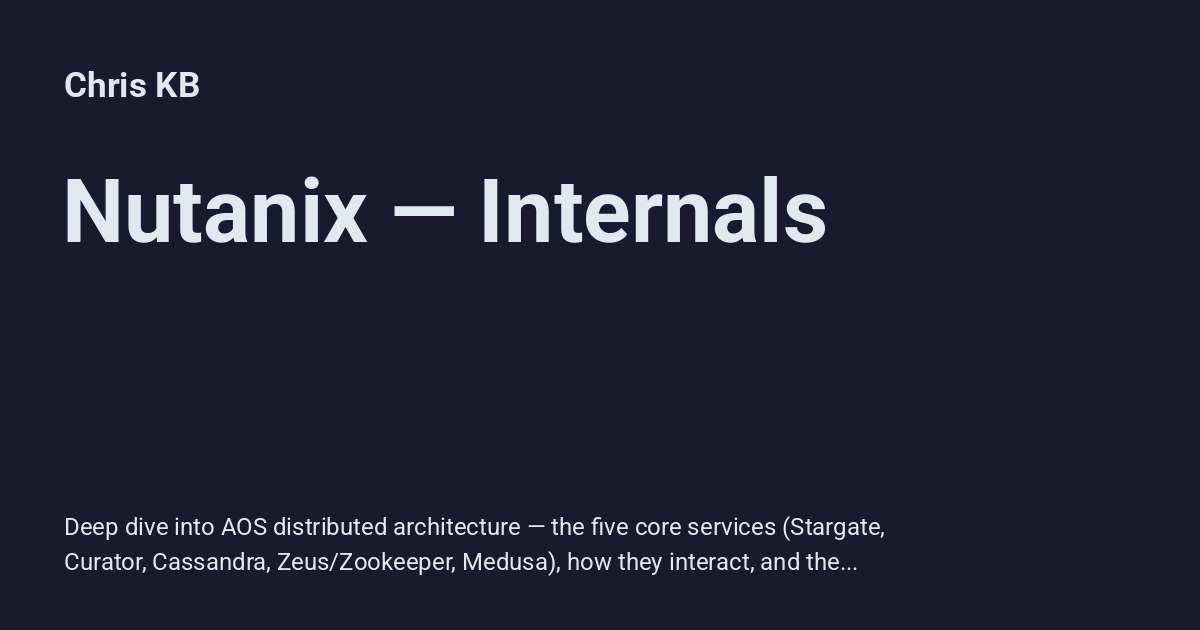 Chris KB
Nutanix — Internals
Deep dive into AOS distributed architecture — the five core services (Stargate,
Curator, Cassandra, Zeus/Zookeeper, Medusa), how they interact, and the...